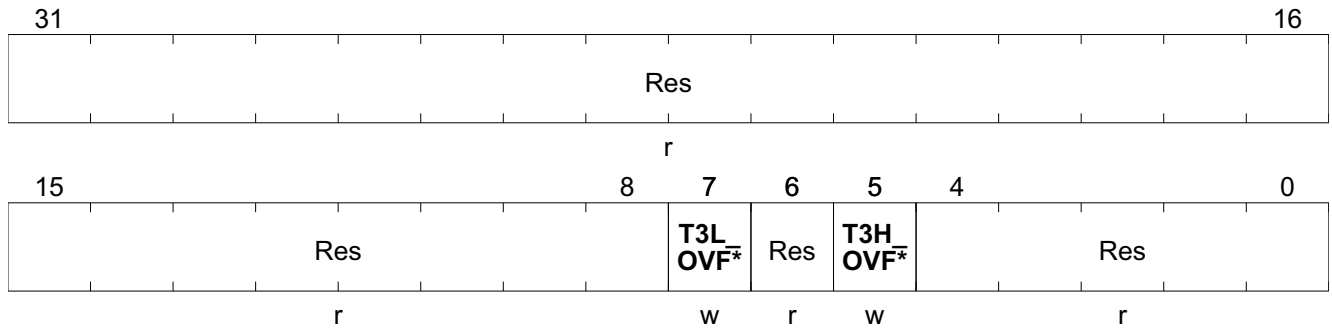 31 16
Res
r
15 8 7 6 5 4 0
Res T3L_ OVF* Res T3H_ OVF* Res
r w r w r